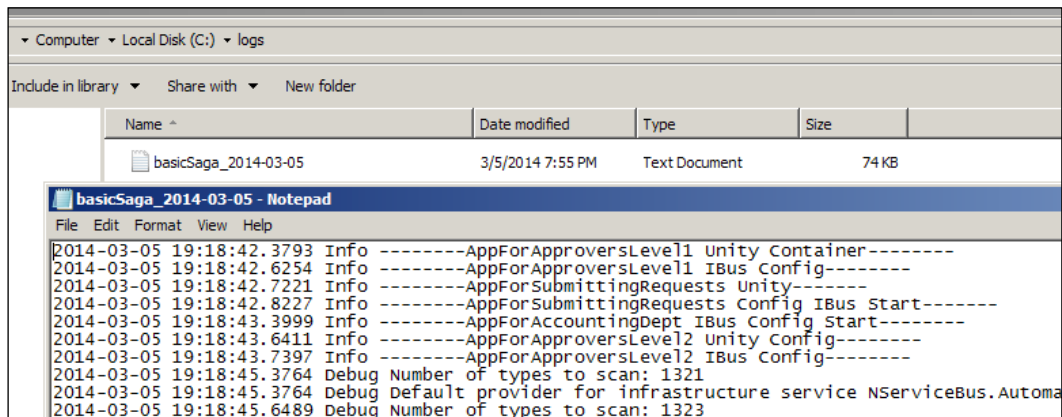 Computer Local Disk (C:) logs
Include in library Share with New folder
Name Date modified Type Size
basicSaga_2014-03-05 3/5/2014 7:55 PM Text Document 74 KB
basicSaga_2014-03-05 - Notepad
File Edit Format View Help
2014-03-05 19:18:42.3793 Info --------AppForApproversLevel1 Unity Container--------
2014-03-05 19:18:42.6254 Info --------AppForApproversLevel1 IBus Config--------
2014-03-05 19:18:42.7221 Info --------AppForSubmittingRequests Unity-------
2014-03-05 19:18:42.8227 Info --------AppForSubmittingRequests Config IBus Start-------
2014-03-05 19:18:43.3999 Info --------AppForAccountingDept IBus Config Start--------
2014-03-05 19:18:43.6411 Info --------AppForApproversLevel2 Unity Config--------
2014-03-05 19:18:43.7397 Info --------AppForApproversLevel2 IBus Config--------
2014-03-05 19:18:45.3764 Debug Number of types to scan: 1321
2014-03-05 19:18:45.3764 Debug Default provider for infrastructure service NServiceBus.Automa
2014-03-05 19:18:45.6489 Debug Number of types to scan: 1323